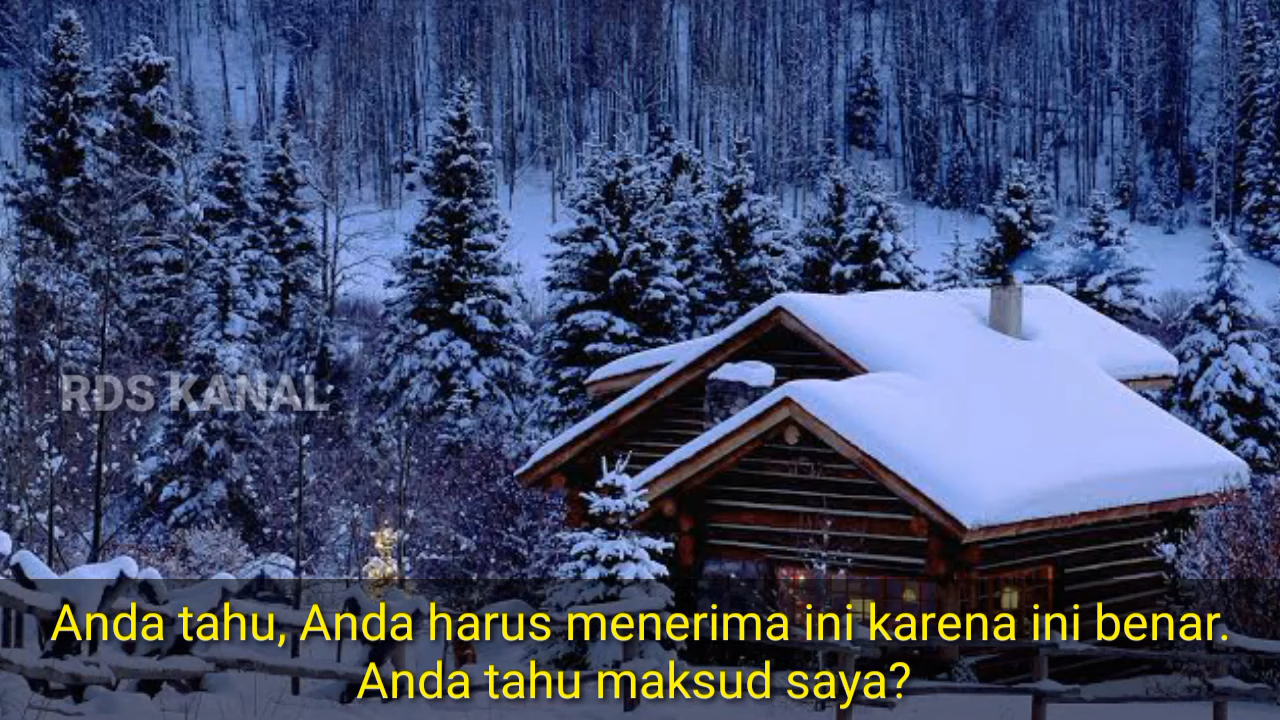 RDS KANAL
Anda tahu, Anda harus menerima ini karena ini benar.
Anda tahu maksud saya?